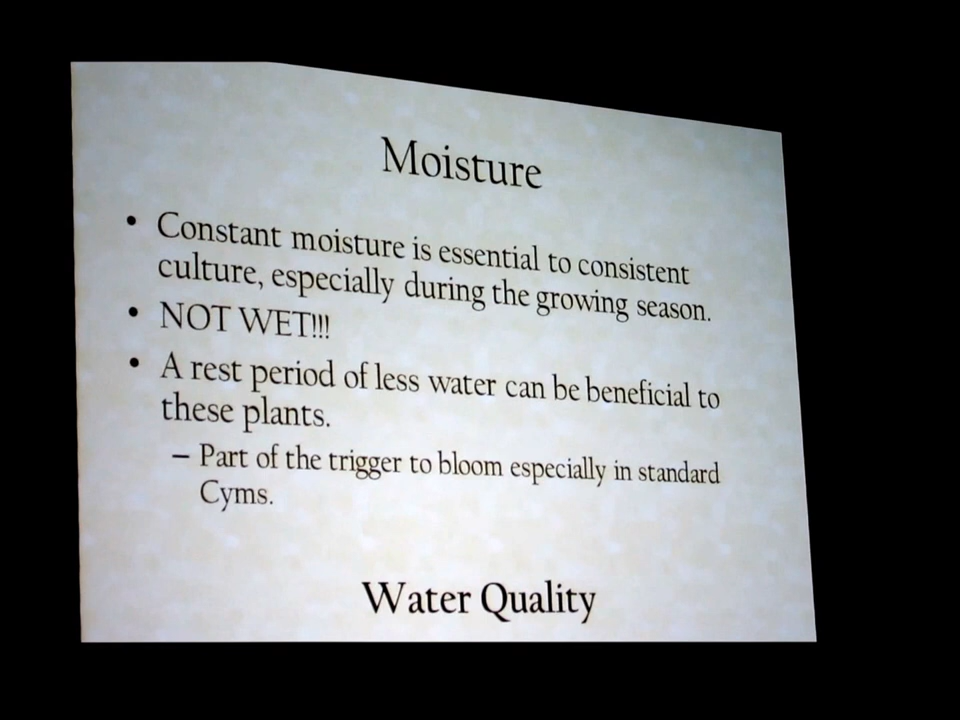 Moisture
• Constant moisture is essential to consistent
culture, especially during the growing season.
• NOT WET!!!
• A rest period of less water can be beneficial to
these plants.
– Part of the trigger to bloom especially in standard
Cyms.
Water Quality